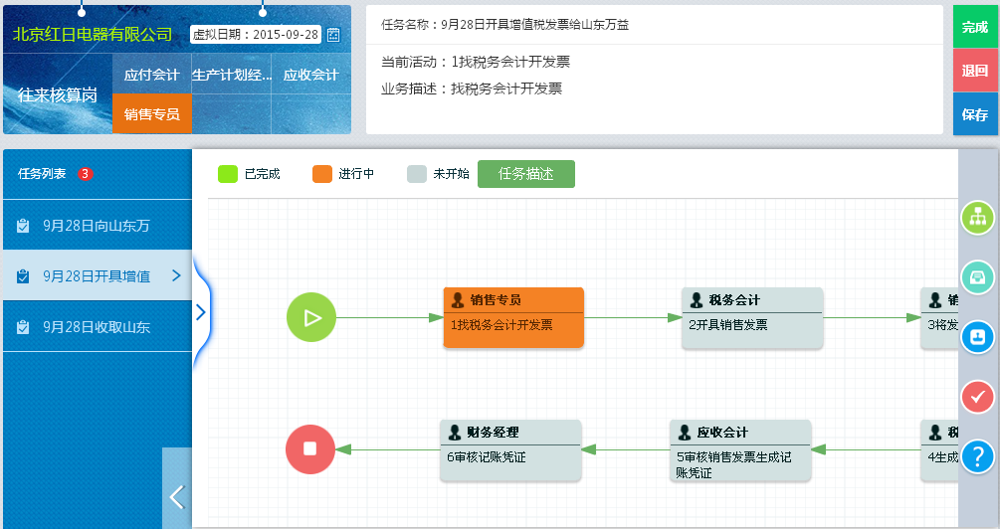 北京红日电器有限公司
虚拟日期：2015-09-28
往来核算岗
应付会计
生产计划经...
应收会计
销售专员
任务名称：9月28日开具增值税发票给山东万益
当前活动：1找税务会计开发票
业务描述：找税务会计开发票
完成
退回
保存
任务列表 3
9月28日向山东万
9月28日开具增值
9月28日收取山东
已完成
进行中
未开始
任务描述
销售专员
1找税务会计开发票
税务会计
2开具销售发票
销
3将发
财务经理
6审核记账凭证
应收会计
5审核销售发票生成记
账凭证
税
4生成
?